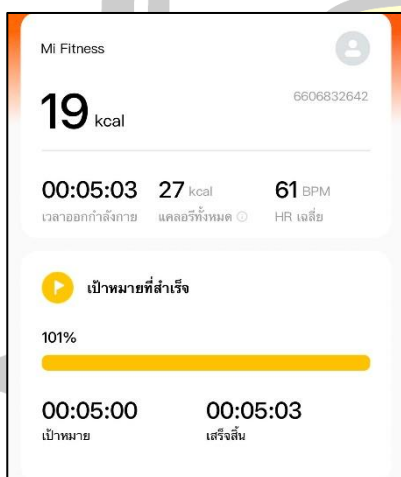 Mi Fitness
19 kcal
6606832642
00:05:03 27 kcal 61 BPM
เวลาออกกำลังกาย แคลอรีทั้งหมด HR เฉลี่ย
เป้าหมายที่สำเร็จ
101%
00:05:00 00:05:03
เป้าหมาย เสร็จสิ้น